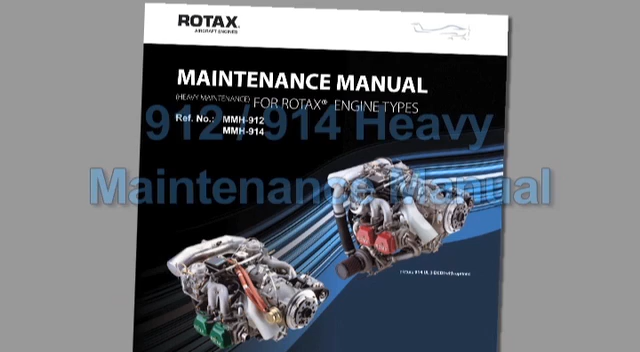 ROTAX®
AIRCRAFT ENGINES
MAINTENANCE MANUAL
(HEAVY MAINTENANCE) FOR ROTAX® ENGINE TYPES
Ref. No.: MMH-912
MMH-914
912 / 914 Heavy
Maintenance Manual